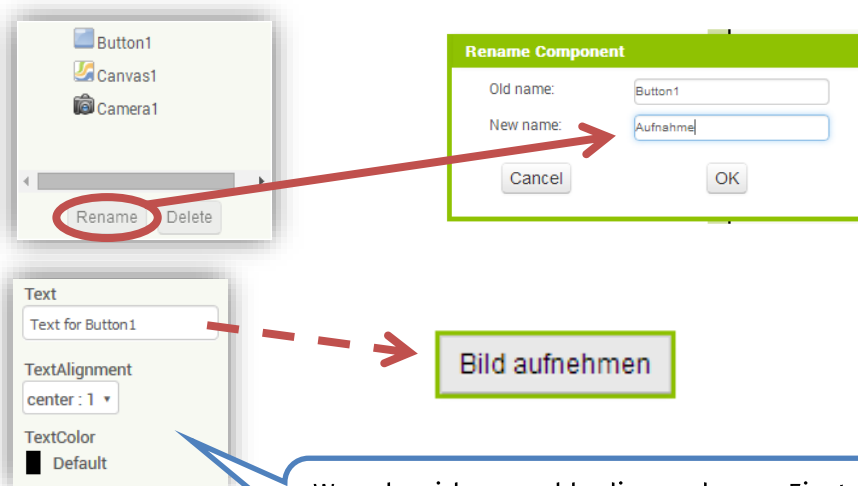 Button1
Canvas1
Camera1
Rename Delete
Rename Component
Old name: Button1
New name: Aufnahme
Cancel OK
Text
Text for Button1
TextAlignment
center : 1
TextColor
Default
Bild aufnehmen